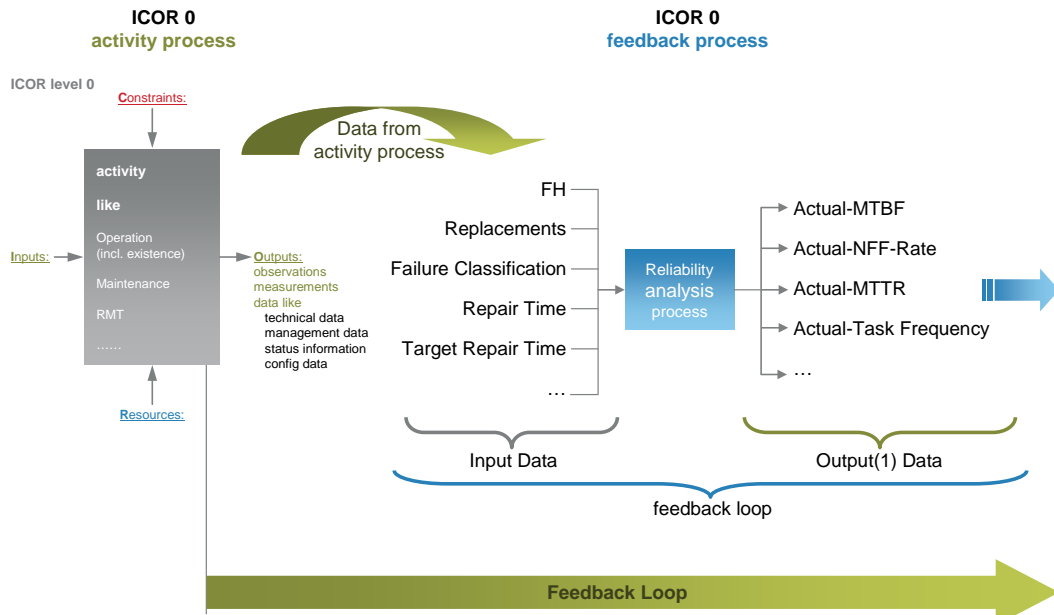 ICOR 0
activity process
ICOR 0
feedback process
ICOR level 0
Constraints:
Data from
activity process
activity
like
Operation
(incl. existence)
Maintenance
RMT
......
Inputs:
Outputs:
observations
measurements
data like
technical data
management data
status information
config data
Resources:
FH
Replacements
Failure Classification
Repair Time
Target Repair Time
...
Reliability
analysis
process
Actual-MTBF
Actual-NFF-Rate
Actual-MTTR
Actual-Task Frequency
...
Input Data
Output(1) Data
feedback loop
Feedback Loop